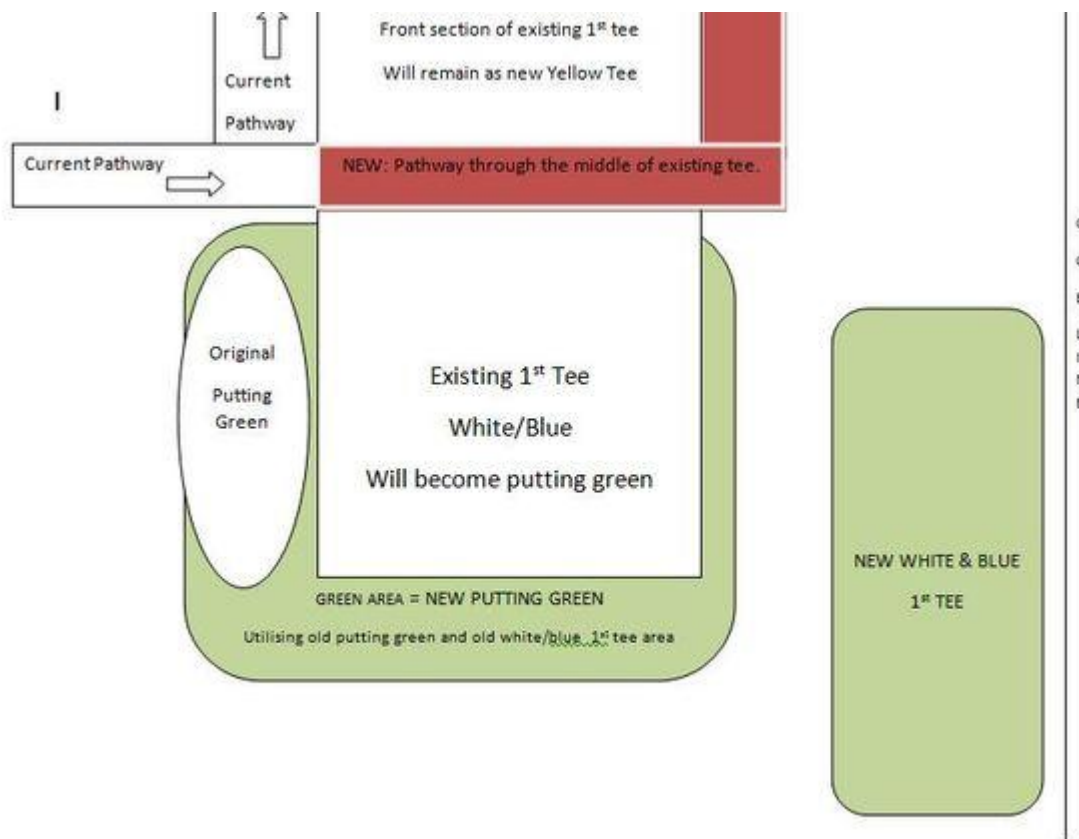 Front section of existing 1st tee
Will remain as new Yellow Tee
Current
Pathway
Current Pathway
NEW: Pathway through the middle of existing tee.
Original
Putting
Green
Existing 1st Tee
White/Blue
Will become putting green
GREEN AREA = NEW PUTTING GREEN
Utilising old putting green and old white/blue 1st tee area
NEW WHITE & BLUE
1st TEE